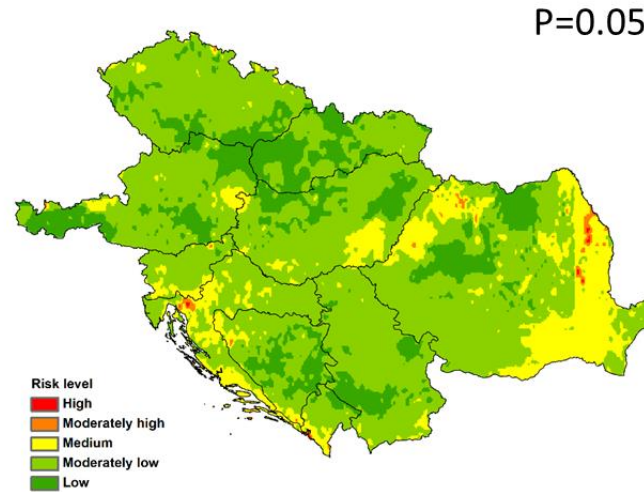 P=0.05
Risk level
High
Moderately high
Medium
Moderately low
Low